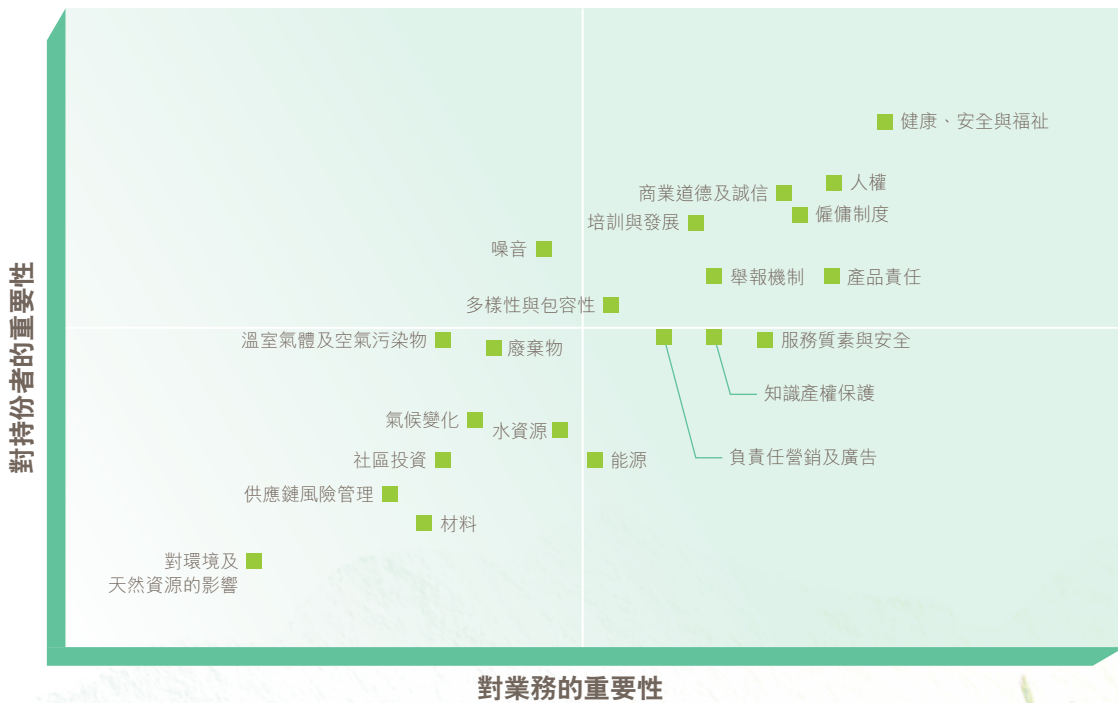 健康、安全與福祉
人權
商業道德及誠信
僱傭制度
培訓與發展
噪音
舉報機制
產品責任
多樣性與包容性
溫室氣體及空氣污染物
廢棄物
服務質素與安全
知識產權保護
氣候變化
水資源
社區投資
能源
負責任營銷及廣告
供應鏈風險管理
材料
對環境及
天然資源的影響
對持份者的重要性
對業務的重要性